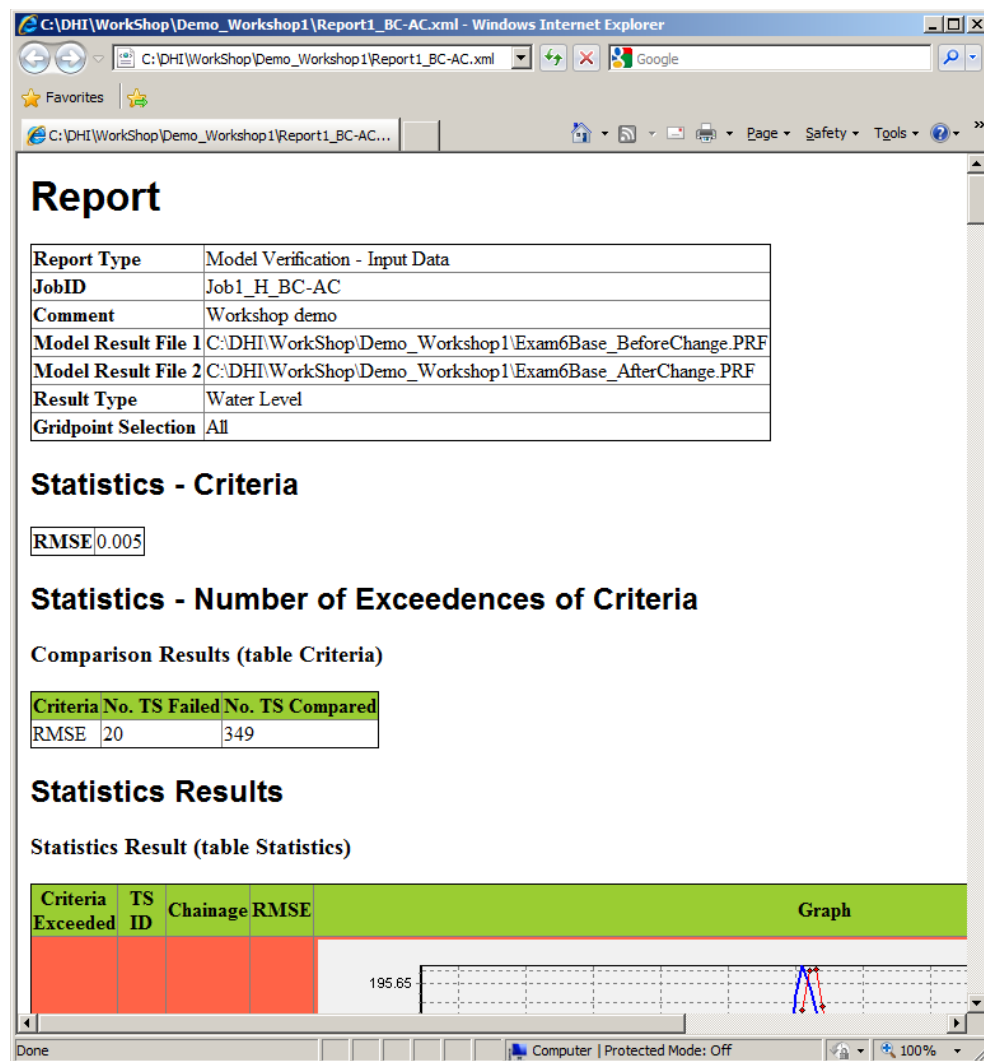 C:\DHI\WorkShop\Demo_Workshop1\Report1_BC-AC.xml - Windows Internet Explorer
C:\DHI\WorkShop\Demo_Workshop1\Report1_BC-AC.xml Google
Favorites
C:\DHI\WorkShop\Demo_Workshop1\Report1_BC-AC... Page Safety Tools »
Report
Report Type Model Verification - Input Data
JobID Job1_H_BC-AC
Comment Workshop demo
Model Result File 1 C:\DHI\WorkShop\Demo_Workshop1\Exam6Base_BeforeChange.PRF
Model Result File 2 C:\DHI\WorkShop\Demo_Workshop1\Exam6Base_AfterChange.PRF
Result Type Water Level
Gridpoint Selection All
Statistics - Criteria
RMSE 0.005
Statistics - Number of Exceedences of Criteria
Comparison Results (table Criteria)
Criteria No. TS Failed No. TS Compared
RMSE 20 349
Statistics Results
Statistics Result (table Statistics)
Criteria Exceeded TS ID Chainage RMSE Graph
195.65
Done Computer | Protected Mode: Off 100%